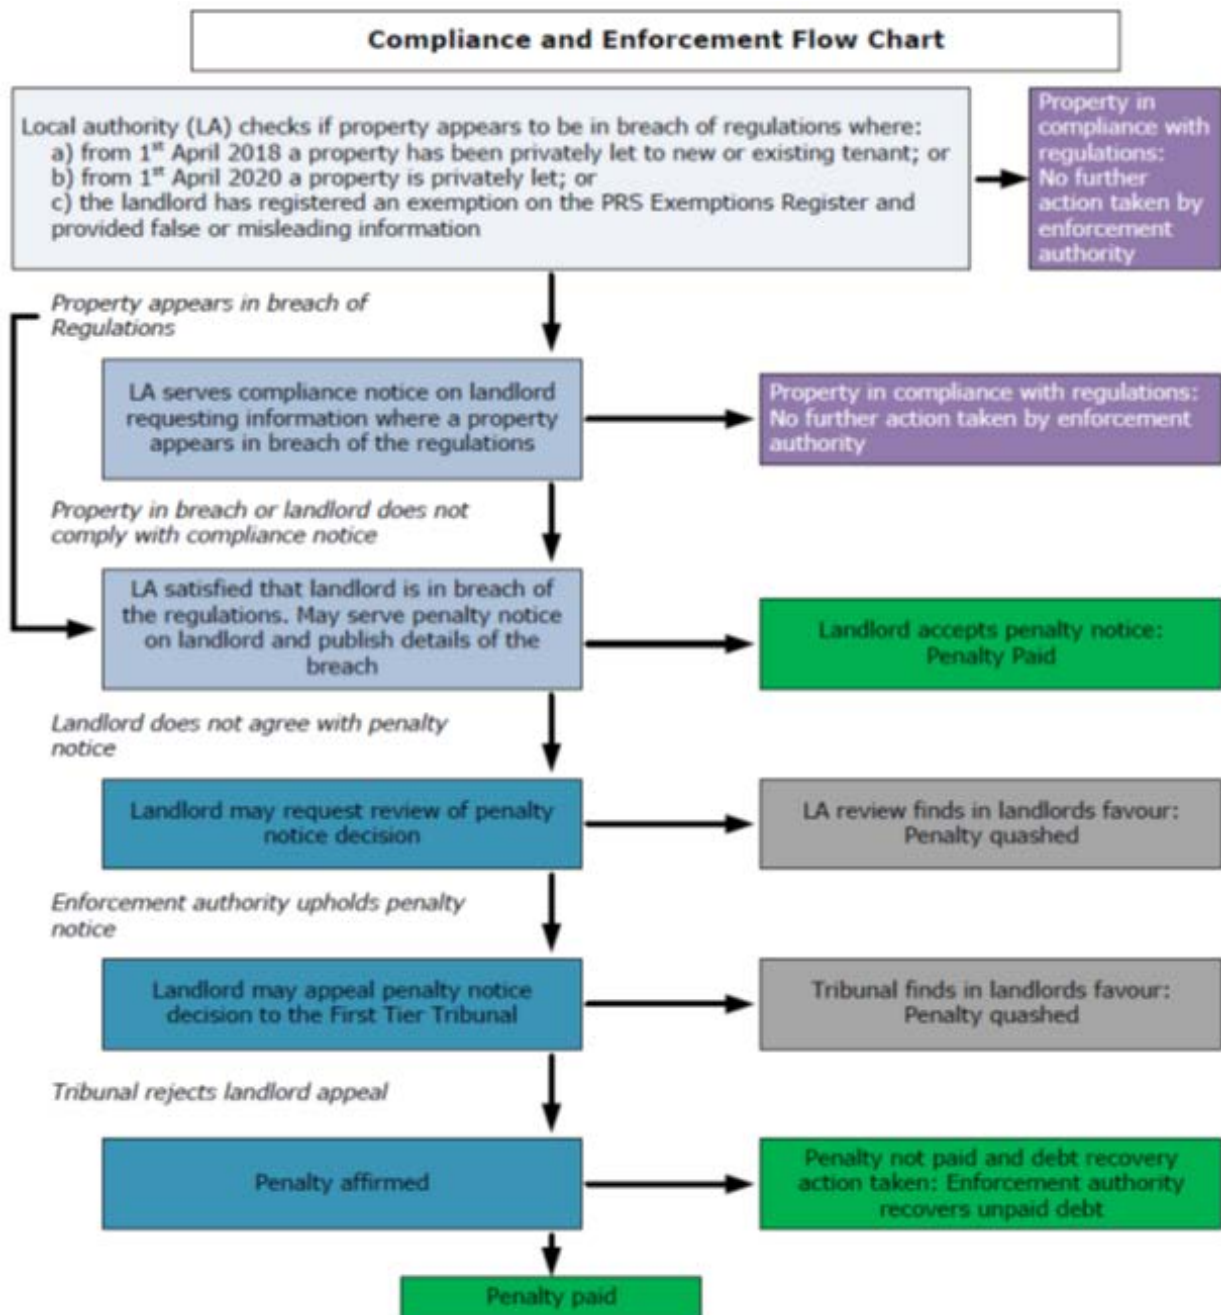 Compliance and Enforcement Flow Chart
Local authority (LA) checks if property appears to be in breach of regulations where:
a) from 1st April 2018 a property has been privately let to new or existing tenant; or
b) from 1st April 2020 a property is privately let; or
c) the landlord has registered an exemption on the PRS Exemptions Register and
provided false or misleading information
Property in
compliance with
regulations:
No further
action taken by
enforcement
authority
Property appears in breach of
Regulations
LA serves compliance notice on landlord
requesting information where a property
appears in breach of the regulations
Property in compliance with regulations:
No further action taken by enforcement
authority
Property in breach or landlord does not
comply with compliance notice
LA satisfied that landlord is in breach of
the regulations. May serve penalty notice
on landlord and publish details of the
breach
Landlord accepts penalty notice:
Penalty Paid
Landlord does not agree with penalty
notice
Landlord may request review of penalty
notice decision
LA review finds in landlords favour:
Penalty quashed
Enforcement authority upholds penalty
notice
Landlord may appeal penalty notice
decision to the First Tier Tribunal
Tribunal finds in landlords favour:
Penalty quashed
Tribunal rejects landlord appeal
Penalty affirmed
Penalty not paid and debt recovery
action taken: Enforcement authority
recovers unpaid debt
Penalty paid